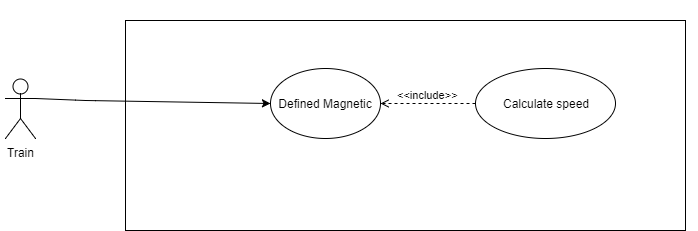 <<include>>
Defined Magnetic
Calculate speed
Train